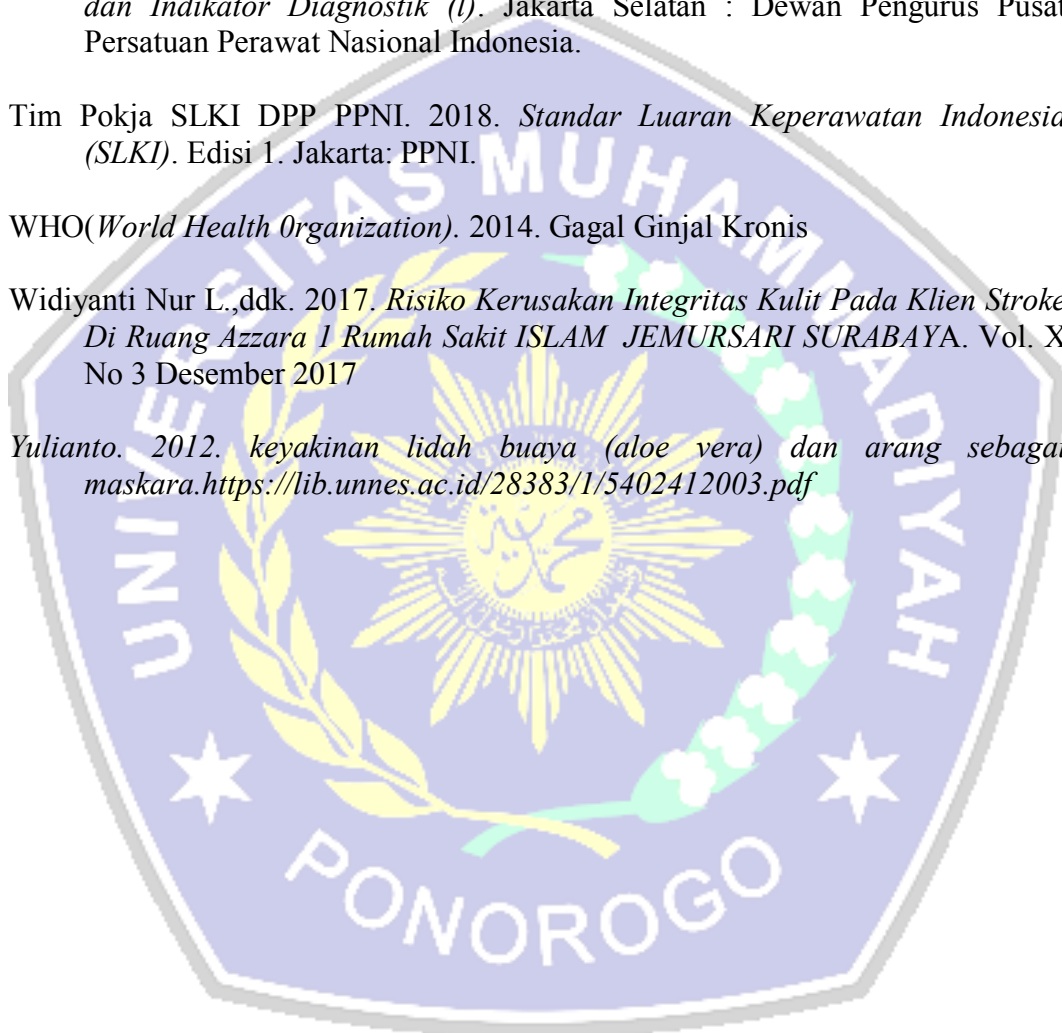 dan Indikator Diagnostik (l). Jakarta Selatan : Dewan Pengurus Pusat
Persatuan Perawat Nasional Indonesia.
Tim Pokja SLKI DPP PPNI. 2018. Standar Luaran Keperawatan Indonesia
(SLKI). Edisi 1. Jakarta: PPNI.
WHO(World Health 0rganization). 2014. Gagal Ginjal Kronis
Widiyanti Nur L.,ddk. 2017. Risiko Kerusakan Integritas Kulit Pada Klien Stroke
Di Ruang Azzara 1 Rumah Sakit ISLAM JEMURSARI SURABAYA. Vol. X
No 3 Desember 2017
Yulianto. 2012. keyakinan lidah buaya (aloe vera) dan arang sebagai
maskara.https://lib.unnes.ac.id/28383/1/5402412003.pdf
UNIVERSITAS MUHAMMADIYAH
PONOROGO